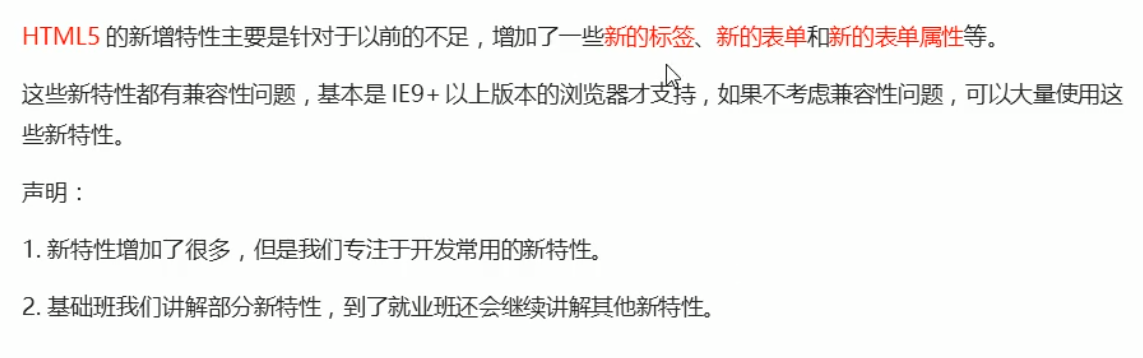 HTML5 的新增特性主要是针对于以前的不足，增加了一些新的标签、新的表单和新的表单属性等。
这些新特性都有兼容性问题，基本是 IE9+ 以上版本的浏览器才支持，如果不考虑兼容性问题，可以大量使用这
些新特性。
声明：
1. 新特性增加了很多，但是我们专注于开发常用的新特性。
2. 基础班我们讲解部分新特性，到了就业班还会继续讲解其他新特性。